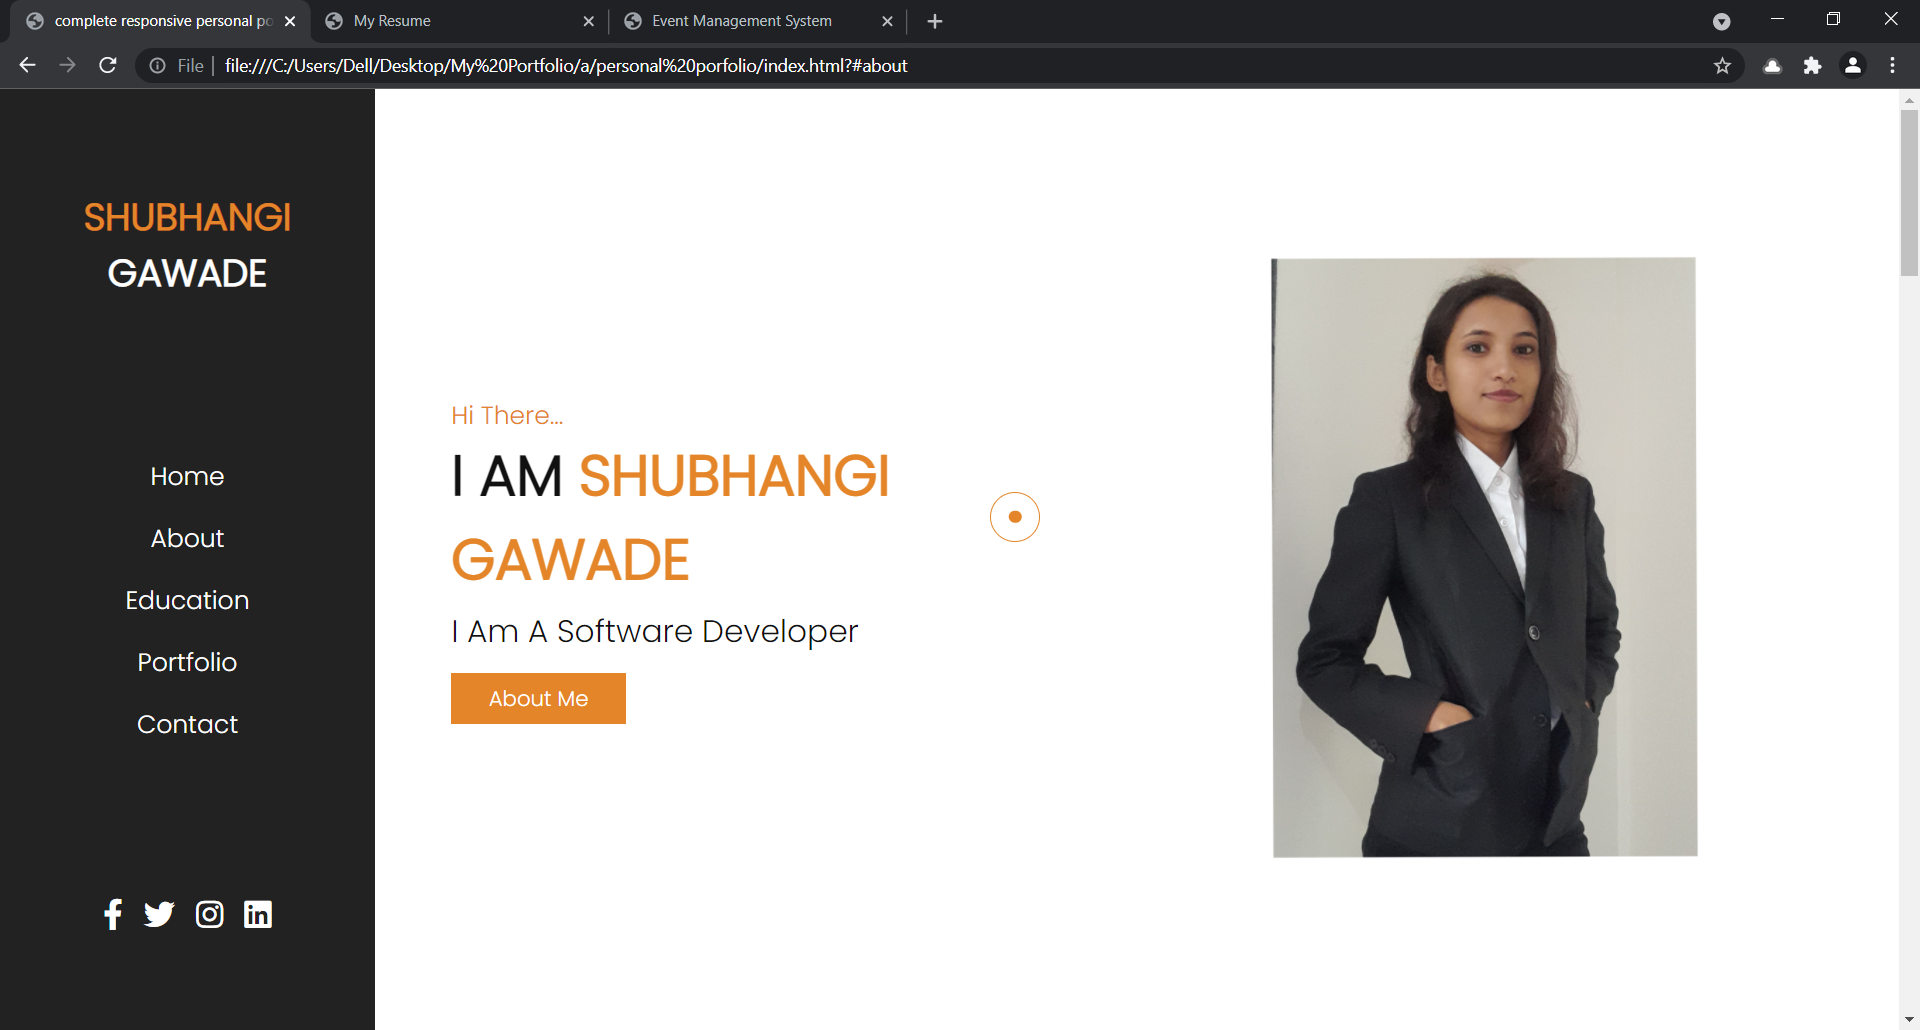 complete responsive personal po
My Resume
Event Management System
File
file:///C:/Users/Dell/Desktop/My%20Portfolio/a/personal%20porfolio/index.html?#about
SHUBHANGI
GAWADE
Home
About
Education
Portfolio
Contact
Hi There...
I AM SHUBHANGI
GAWADE
I Am A Software Developer
About Me